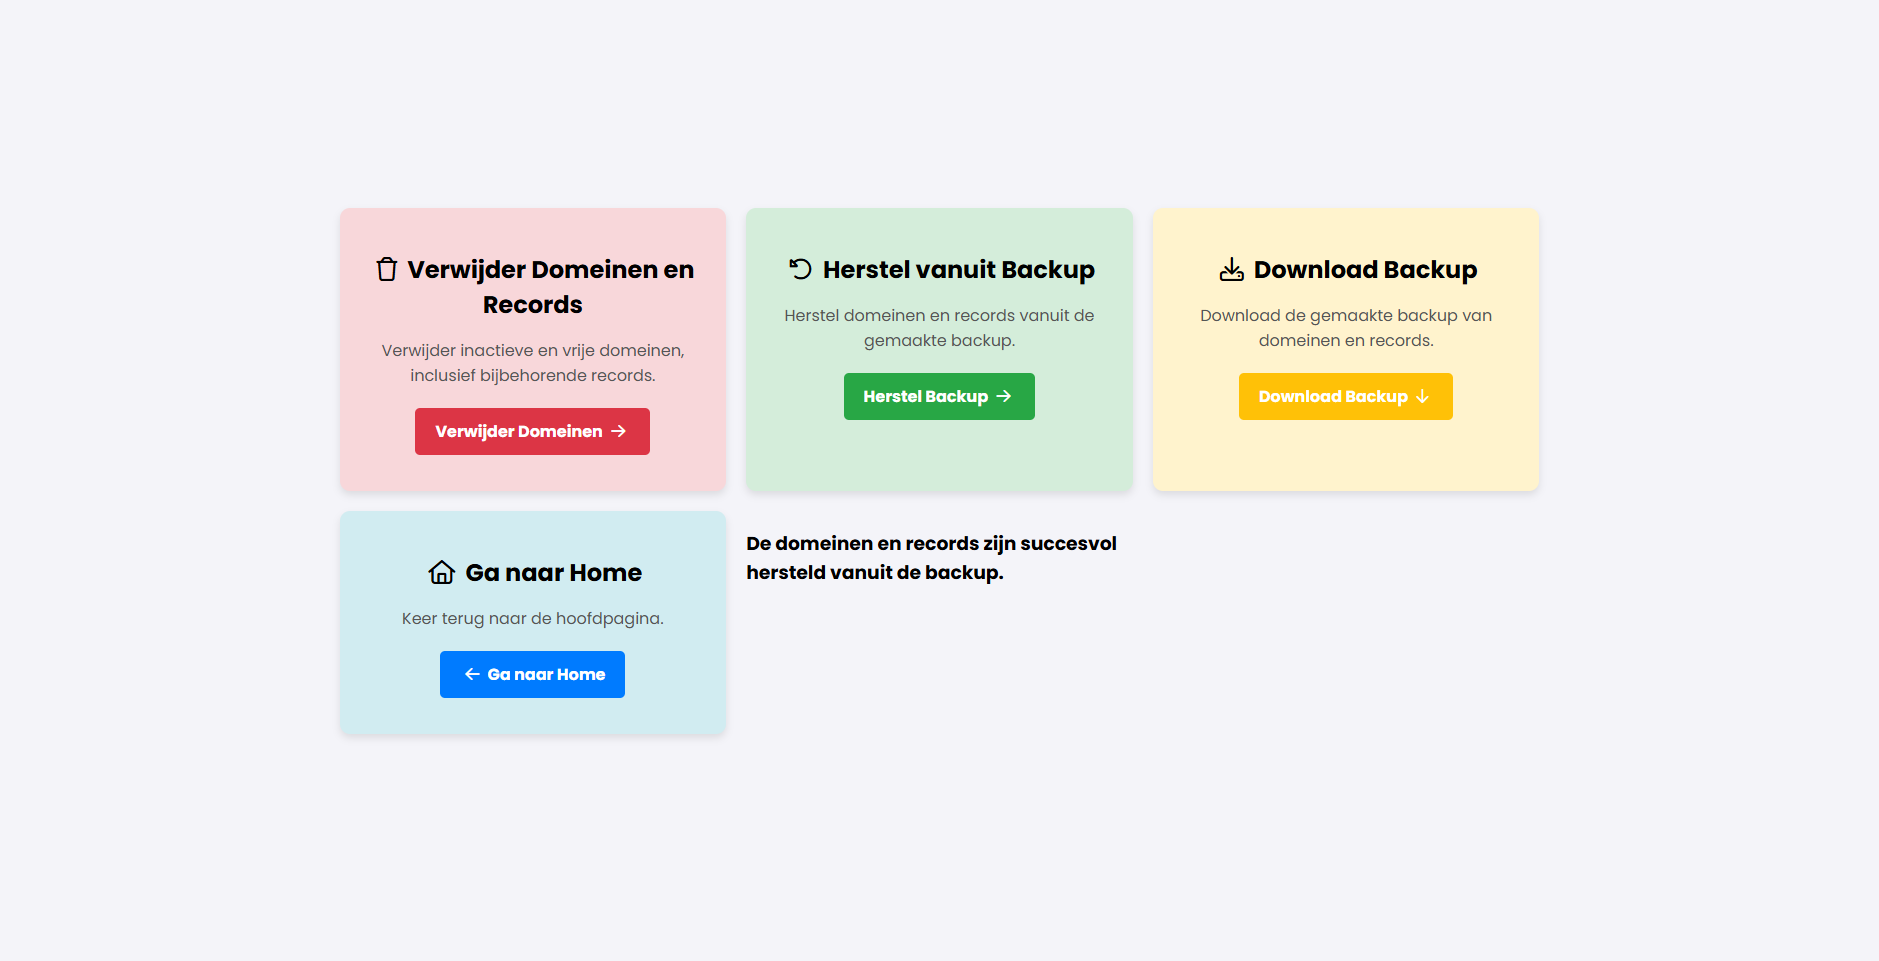 Verwijder Domeinen en
Records
Verwijder inactieve en vrije domeinen,
inclusief bijbehorende records.
Verwijder Domeinen
Herstel vanuit Backup
Herstel domeinen en records vanuit de
gemaakte backup.
Herstel Backup
Download Backup
Download de gemaakte backup van
domeinen en records.
Download Backup
Ga naar Home
Keer terug naar de hoofdpagina.
Ga naar Home
De domeinen en records zijn succesvol
hersteld vanuit de backup.